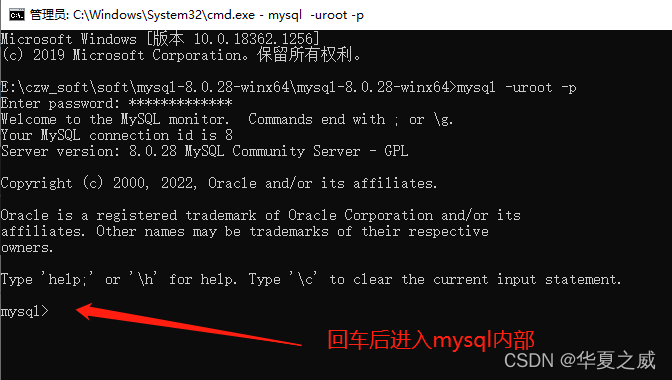 管理员: C:\Windows\System32\cmd.exe - mysql  -uroot -p
Microsoft Windows [版本 10.0.18362.1256]
(c) 2019 Microsoft Corporation。保留所有权利。
E:\czw_soft\soft\mysql-8.0.28-winx64\mysql-8.0.28-winx64>mysql -uroot -p
Enter password: *************
Welcome to the MySQL monitor.  Commands end with ; or \g.
Your MySQL connection id is 8
Server version: 8.0.28 MySQL Community Server - GPL
Copyright (c) 2000, 2022, Oracle and/or its affiliates.
Oracle is a registered trademark of Oracle Corporation and/or its
affiliates. Other names may be trademarks of their respective
owners.
Type 'help;' or '\h' for help. Type '\c' to clear the current input statement.
mysql>
回车后进入mysql内部
CSDN @华夏之威